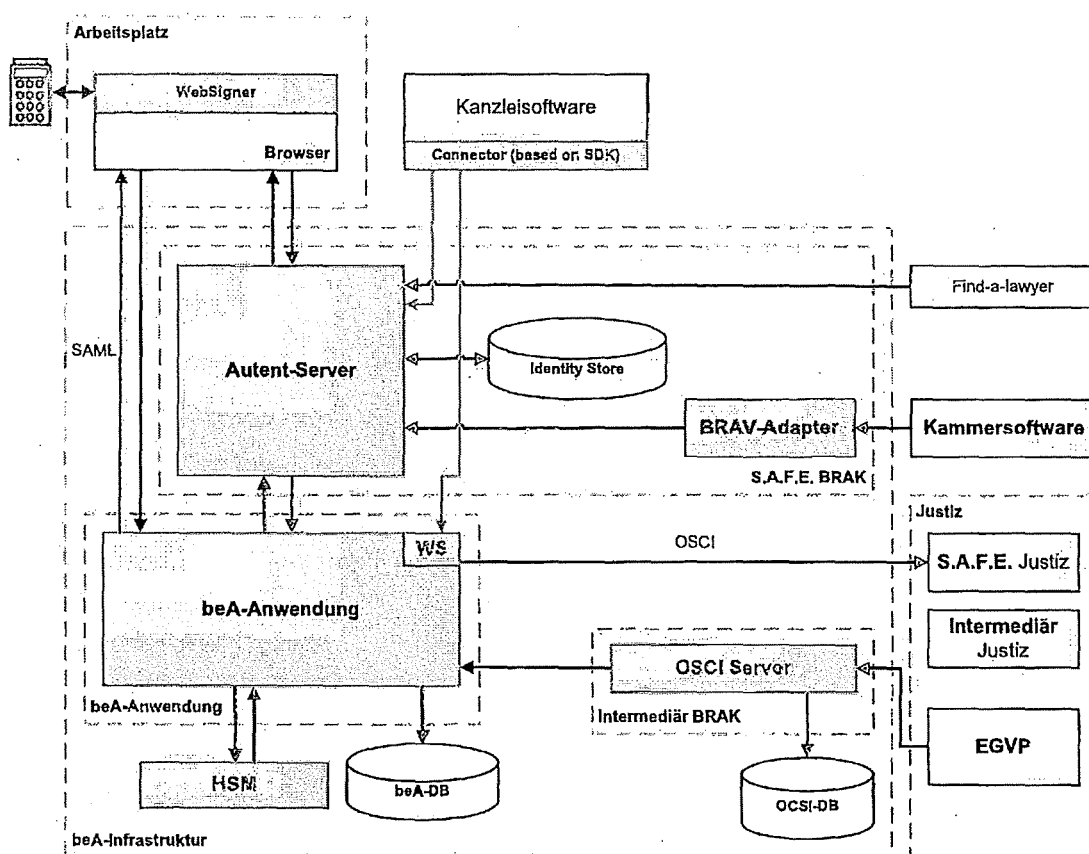 Arbeitsplatz
WebSigner
Browser
Kanzleisoftware
Connector (based on SDK)
SAML
Autent-Server
Find-a-lawyer
Identity Store
BRAV-Adapter
Kammersoftware
S.A.F.E. BRAK
Justiz
WS
OSCI
S.A.F.E. Justiz
beA-Anwendung
Intermediär
Justiz
OSCI Server
beA-Anwendung
Intermediär BRAK
EGVP
HSM
beA-DB
OCSI-DB
beA-Infrastruktur